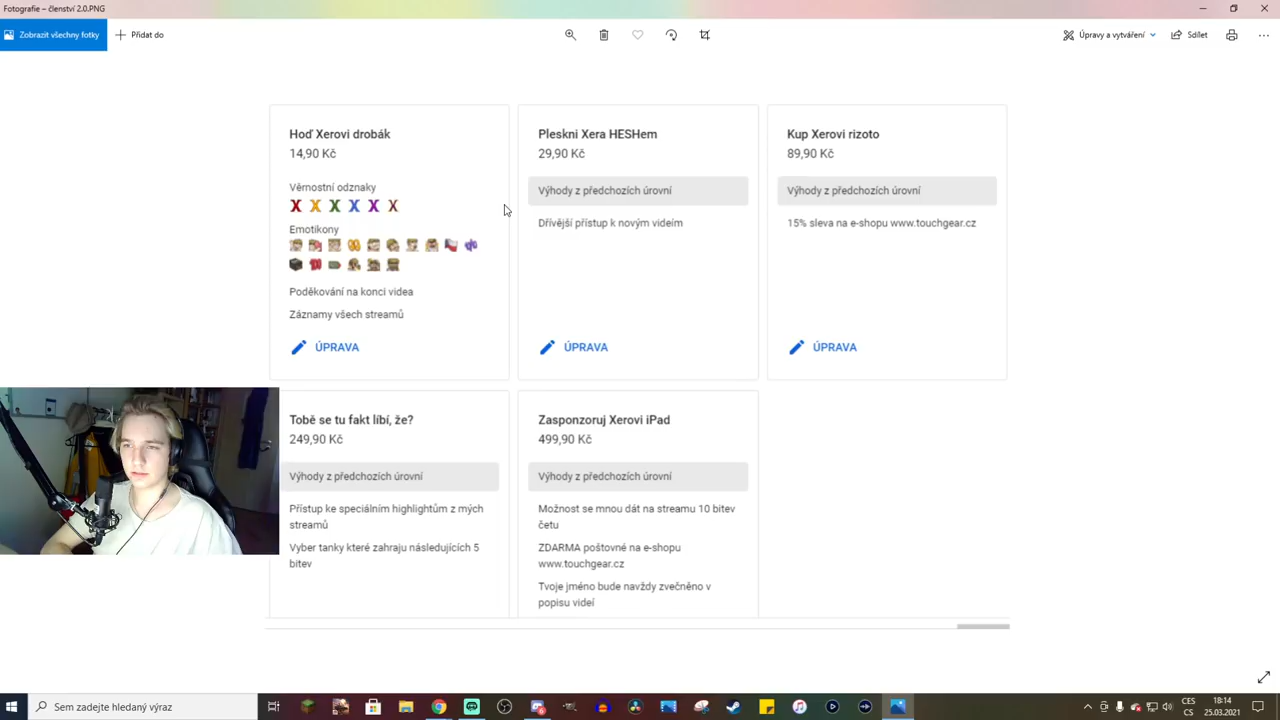 Fotografie – členství 2.0.PNG
Zobrazit všechny fotky
Přidat do
Úpravy a vytváření
Sdílet
Hoď Xerovi drobák
14,90 Kč
Věrnostní odznaky
X X X X X X
Emotikony
Poděkování na konci videa
Záznamy všech streamů
ÚPRAVA
Pleskni Xera HESHem
29,90 Kč
Výhody z předchozích úrovní
Dřívější přístup k novým videím
ÚPRAVA
Kup Xerovi rizoto
89,90 Kč
Výhody z předchozích úrovní
15% sleva na e-shopu www.touchgear.cz
ÚPRAVA
Tobě se tu fakt líbí, že?
249,90 Kč
Výhody z předchozích úrovní
Přístup ke speciálním highlightům z mých
streamů
Vyber tanky které zahraju následujících 5
bitev
Zasponzoruj Xerovi iPad
499,90 Kč
Výhody z předchozích úrovní
Možnost se mnou dát na streamu 10 bitev
četu
ZDARMA poštovné na e-shopu
www.touchgear.cz
Tvoje jméno bude navždy zvečněno v
popisu videí
Sem zadejte hledaný výraz
CES
CS
18:14
25.03.2021